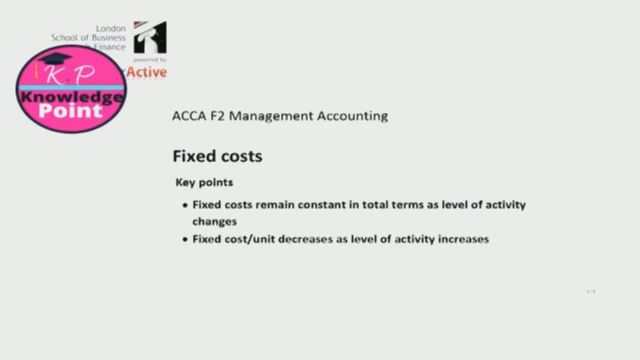 London
School of Business
Finance
powered by
Active
K.P
Knowledge
Point
ACCA F2 Management Accounting
Fixed costs
Key points
• Fixed costs remain constant in total terms as level of activity
changes
• Fixed cost/unit decreases as level of activity increases